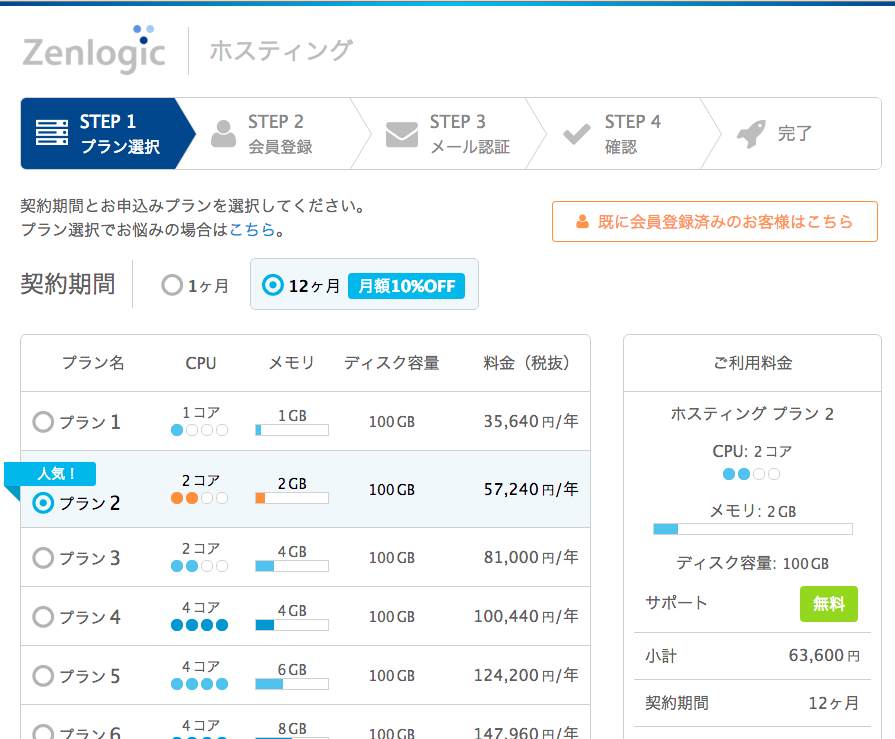 Zenlogic ホスティング
STEP 1
プラン選択
STEP 2
会員登録
STEP 3
メール認証
STEP 4
確認
完了
契約期間とお申込みプランを選択してください。
プラン選択でお悩みの場合はこちら。
既に会員登録済みのお客様はこちら
契約期間 1ヶ月 12ヶ月 月額10%OFF
プラン名 CPU メモリ ディスク容量 料金（税抜）
プラン 1 1コア 1GB 100GB 35,640円/年
人気！
プラン 2 2コア 2GB 100GB 57,240円/年
プラン 3 2コア 4GB 100GB 81,000円/年
プラン 4 4コア 4GB 100GB 100,440円/年
プラン 5 4コア 6GB 100GB 124,200円/年
プラン 6 4コア 8GB 100GB 147,960円/年
ご利用料金
ホスティング プラン 2
CPU: 2コア
メモリ: 2GB
ディスク容量: 100GB
サポート 無料
小計 63,600円
契約期間 12ヶ月